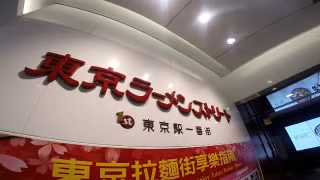 東京ラーメンストリート
1st 東京駅一番街
東京拉麵街享樂指南